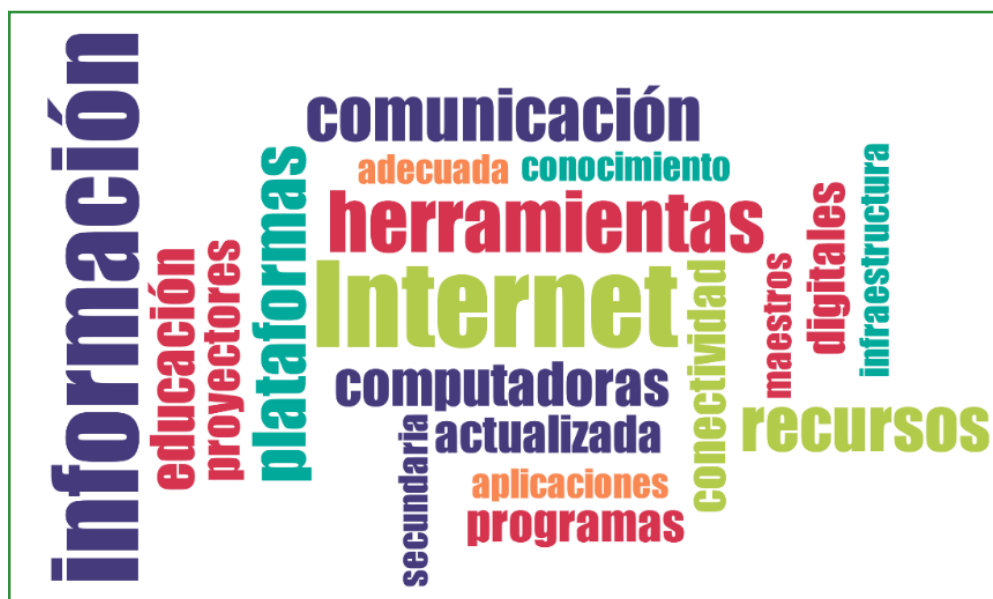 información
educación
proyectores
plataformas
comunicación
adecuada
conocimiento
herramientas
Internet
computadoras
secundaria
actualizada
aplicaciones
programas
conectividad
maestros
digitales
infraestructura
recursos